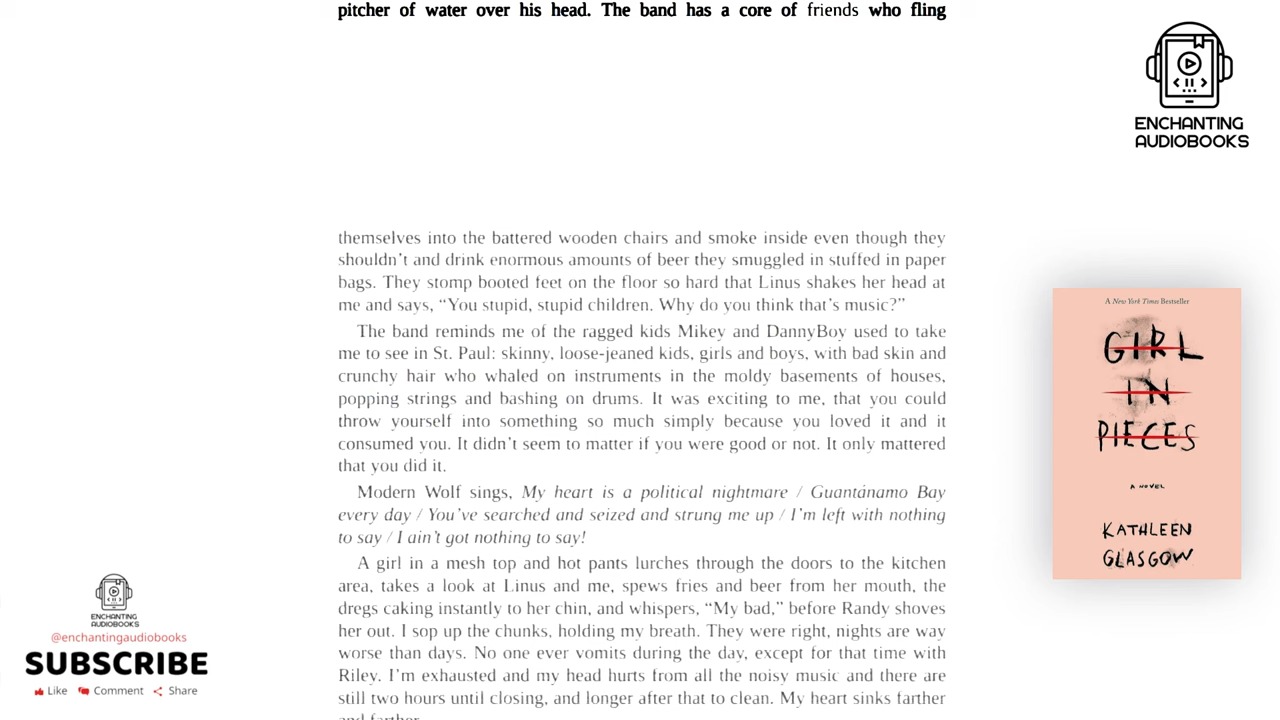 pitcher of water over his head. The band has a core of friends who fling
ENCHANTING
AUDIOBOOKS
themselves into the battered wooden chairs and smoke inside even though they
shouldn't and drink enormous amounts of beer they smuggled in stuffed in paper
bags. They stomp booted feet on the floor so hard that Linus shakes her head at
me and says, “You stupid, stupid children. Why do you think that's music?”
The band reminds me of the ragged kids Mikey and DannyBoy used to take
me to see in St. Paul: skinny, loose-jeaned kids, girls and boys, with bad skin and
crunchy hair who whaled on instruments in the moldy basements of houses,
popping strings and bashing on drums. It was exciting to me, that you could
throw yourself into something so much simply because you loved it and it
consumed you. It didn't seem to matter if you were good or not. It only mattered
that you did it.
Modern Wolf sings, My heart is a political nightmare / Guantánamo Bay
every day / You've searched and seized and strung me up / I'm left with nothing
to say / I ain't got nothing to say!
A girl in a mesh top and hot pants lurches through the doors to the kitchen
area, takes a look at Linus and me, spews fries and beer from her mouth, the
dregs caking instantly to her chin, and whispers, “My bad,” before Randy shoves
her out. I sop up the chunks, holding my breath. They were right, nights are way
worse than days. No one ever vomits during the day, except for that time with
Riley. I'm exhausted and my head hurts from all the noisy music and there are
still two hours until closing, and longer after that to clean. My heart sinks farther
and farther.
A New York Times Bestseller
GIRL
IN
PIECES
A NOVEL
KATHLEEN
GLASGOW
ENCHANTING
AUDIOBOOKS
@enchantingaudiobooks
SUBSCRIBE
Like Comment Share